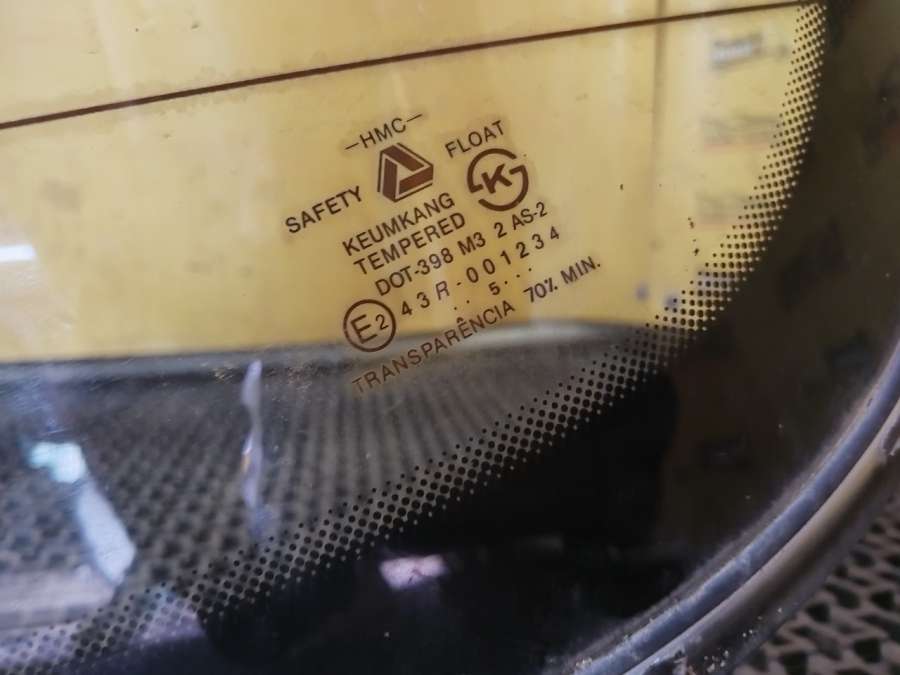 HMC
SAFETY FLOAT
K
KEUMKANG
TEMPERED
DOT-398 M3 2 AS-2
E2 43R-001234
.. 5...
TRANSPARÊNCIA 70% MIN.